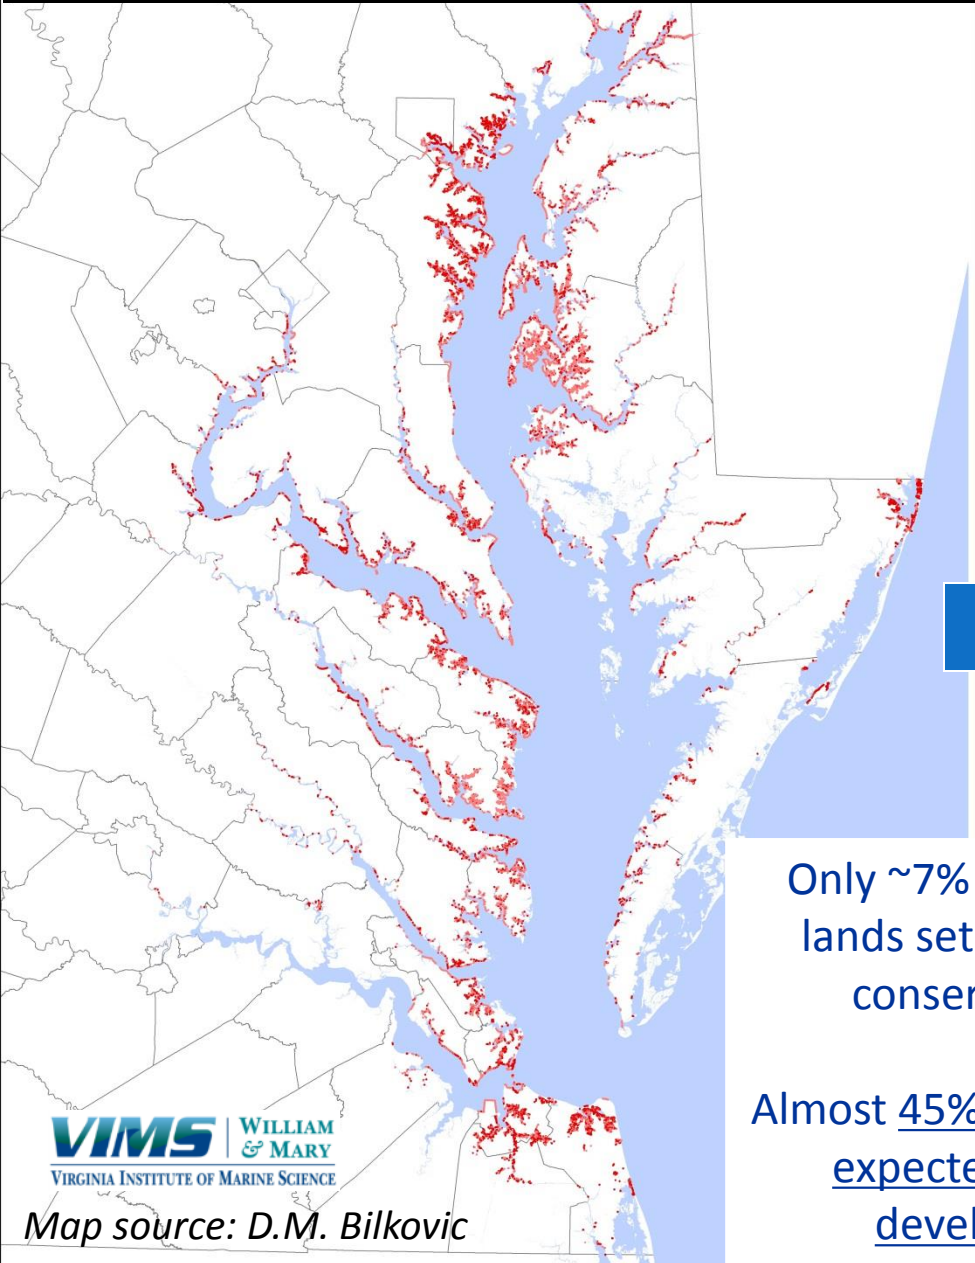 Only ~7%
lands set
conser
Almost 45%
expecte
devel
VIMS | WILLIAM & MARY
VIRGINIA INSTITUTE OF MARINE SCIENCE
Map source: D.M. Bilkovic